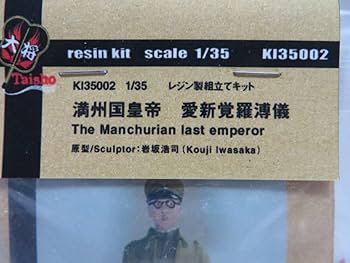 大将
Taisho
resin kit scale 1/35 KI35002
KI35002 1/35 レジン製組立てキット
満州国皇帝 愛新覚羅溥儀
The Manchurian last emperor
原型/Sculptor: 岩坂浩司 (Kouji Iwasaka)